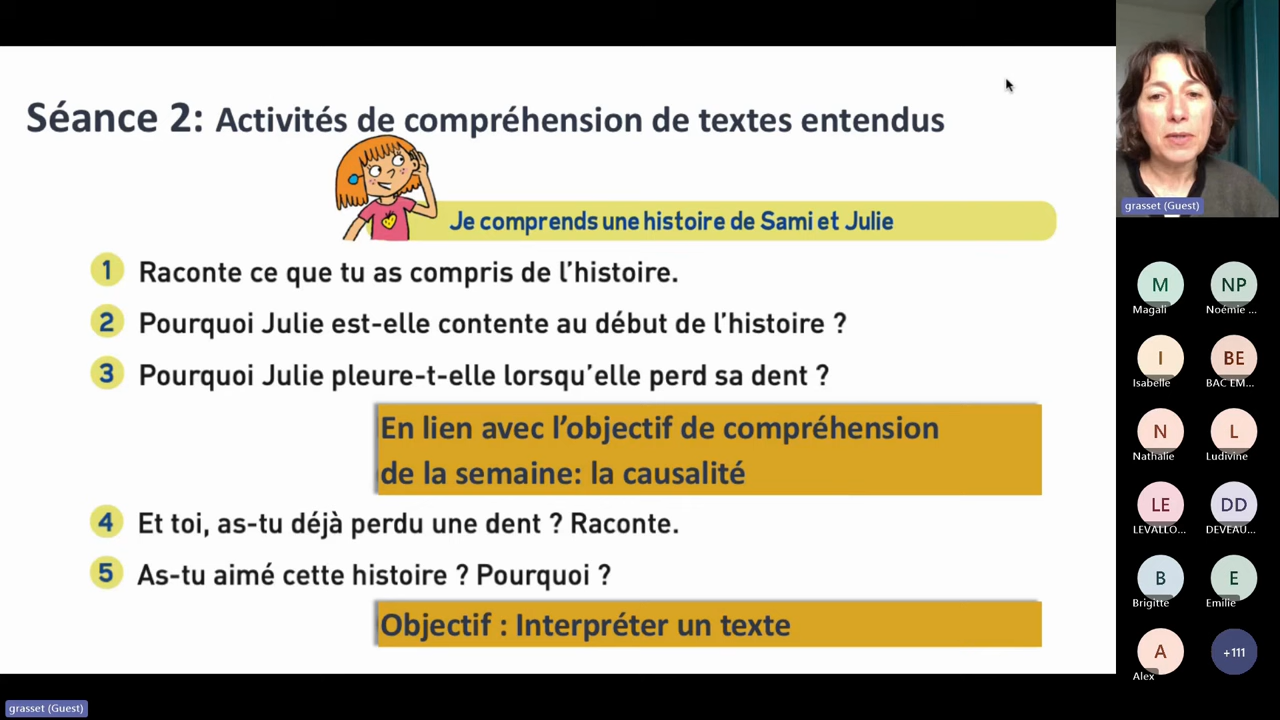 Séance 2: Activités de compréhension de textes entendus
Je comprends une histoire de Sami et Julie
1 Raconte ce que tu as compris de l'histoire.
2 Pourquoi Julie est-elle contente au début de l'histoire ?
3 Pourquoi Julie pleure-t-elle lorsqu'elle perd sa dent ?
En lien avec l'objectif de compréhension
de la semaine: la causalité
4 Et toi, as-tu déjà perdu une dent ? Raconte.
5 As-tu aimé cette histoire ? Pourquoi ?
Objectif : Interpréter un texte
grasset (Guest)
grasset (Guest)
M NP
Magali Noémie ...
I BE
Isabelle BAC EM...
N L
Nathalie Ludivine
LE DD
LEVALLO... DEVEAU...
B E
Brigitte Emilie
A +111
Alex